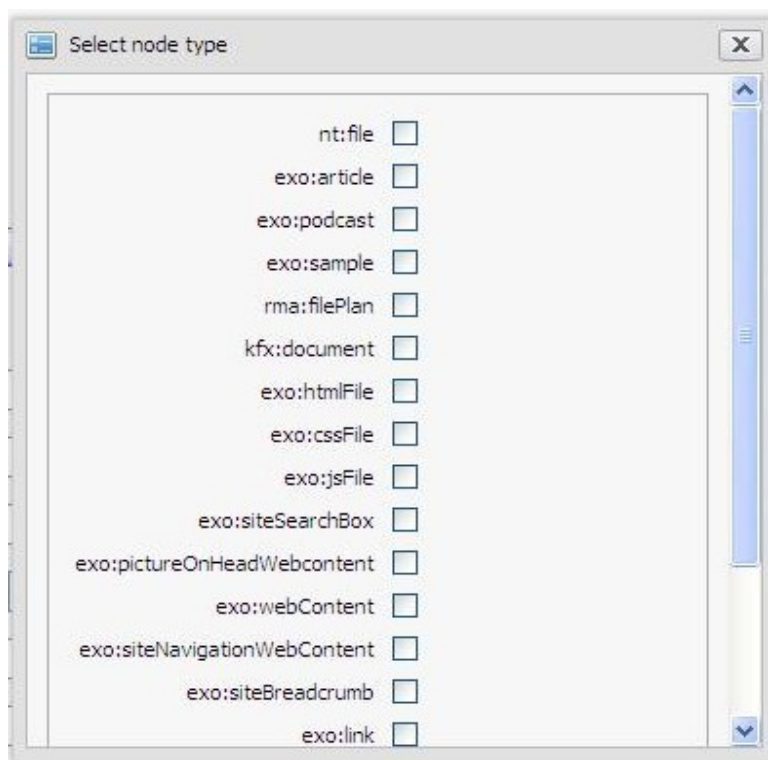 Select node type
nt:file
exo:article
exo:podcast
exo:sample
rma:filePlan
kfx:document
exo:htmlFile
exo:cssFile
exo:jsFile
exo:siteSearchBox
exo:pictureOnHeadWebcontent
exo:webContent
exo:siteNavigationWebContent
exo:siteBreadcrumb
exo:link